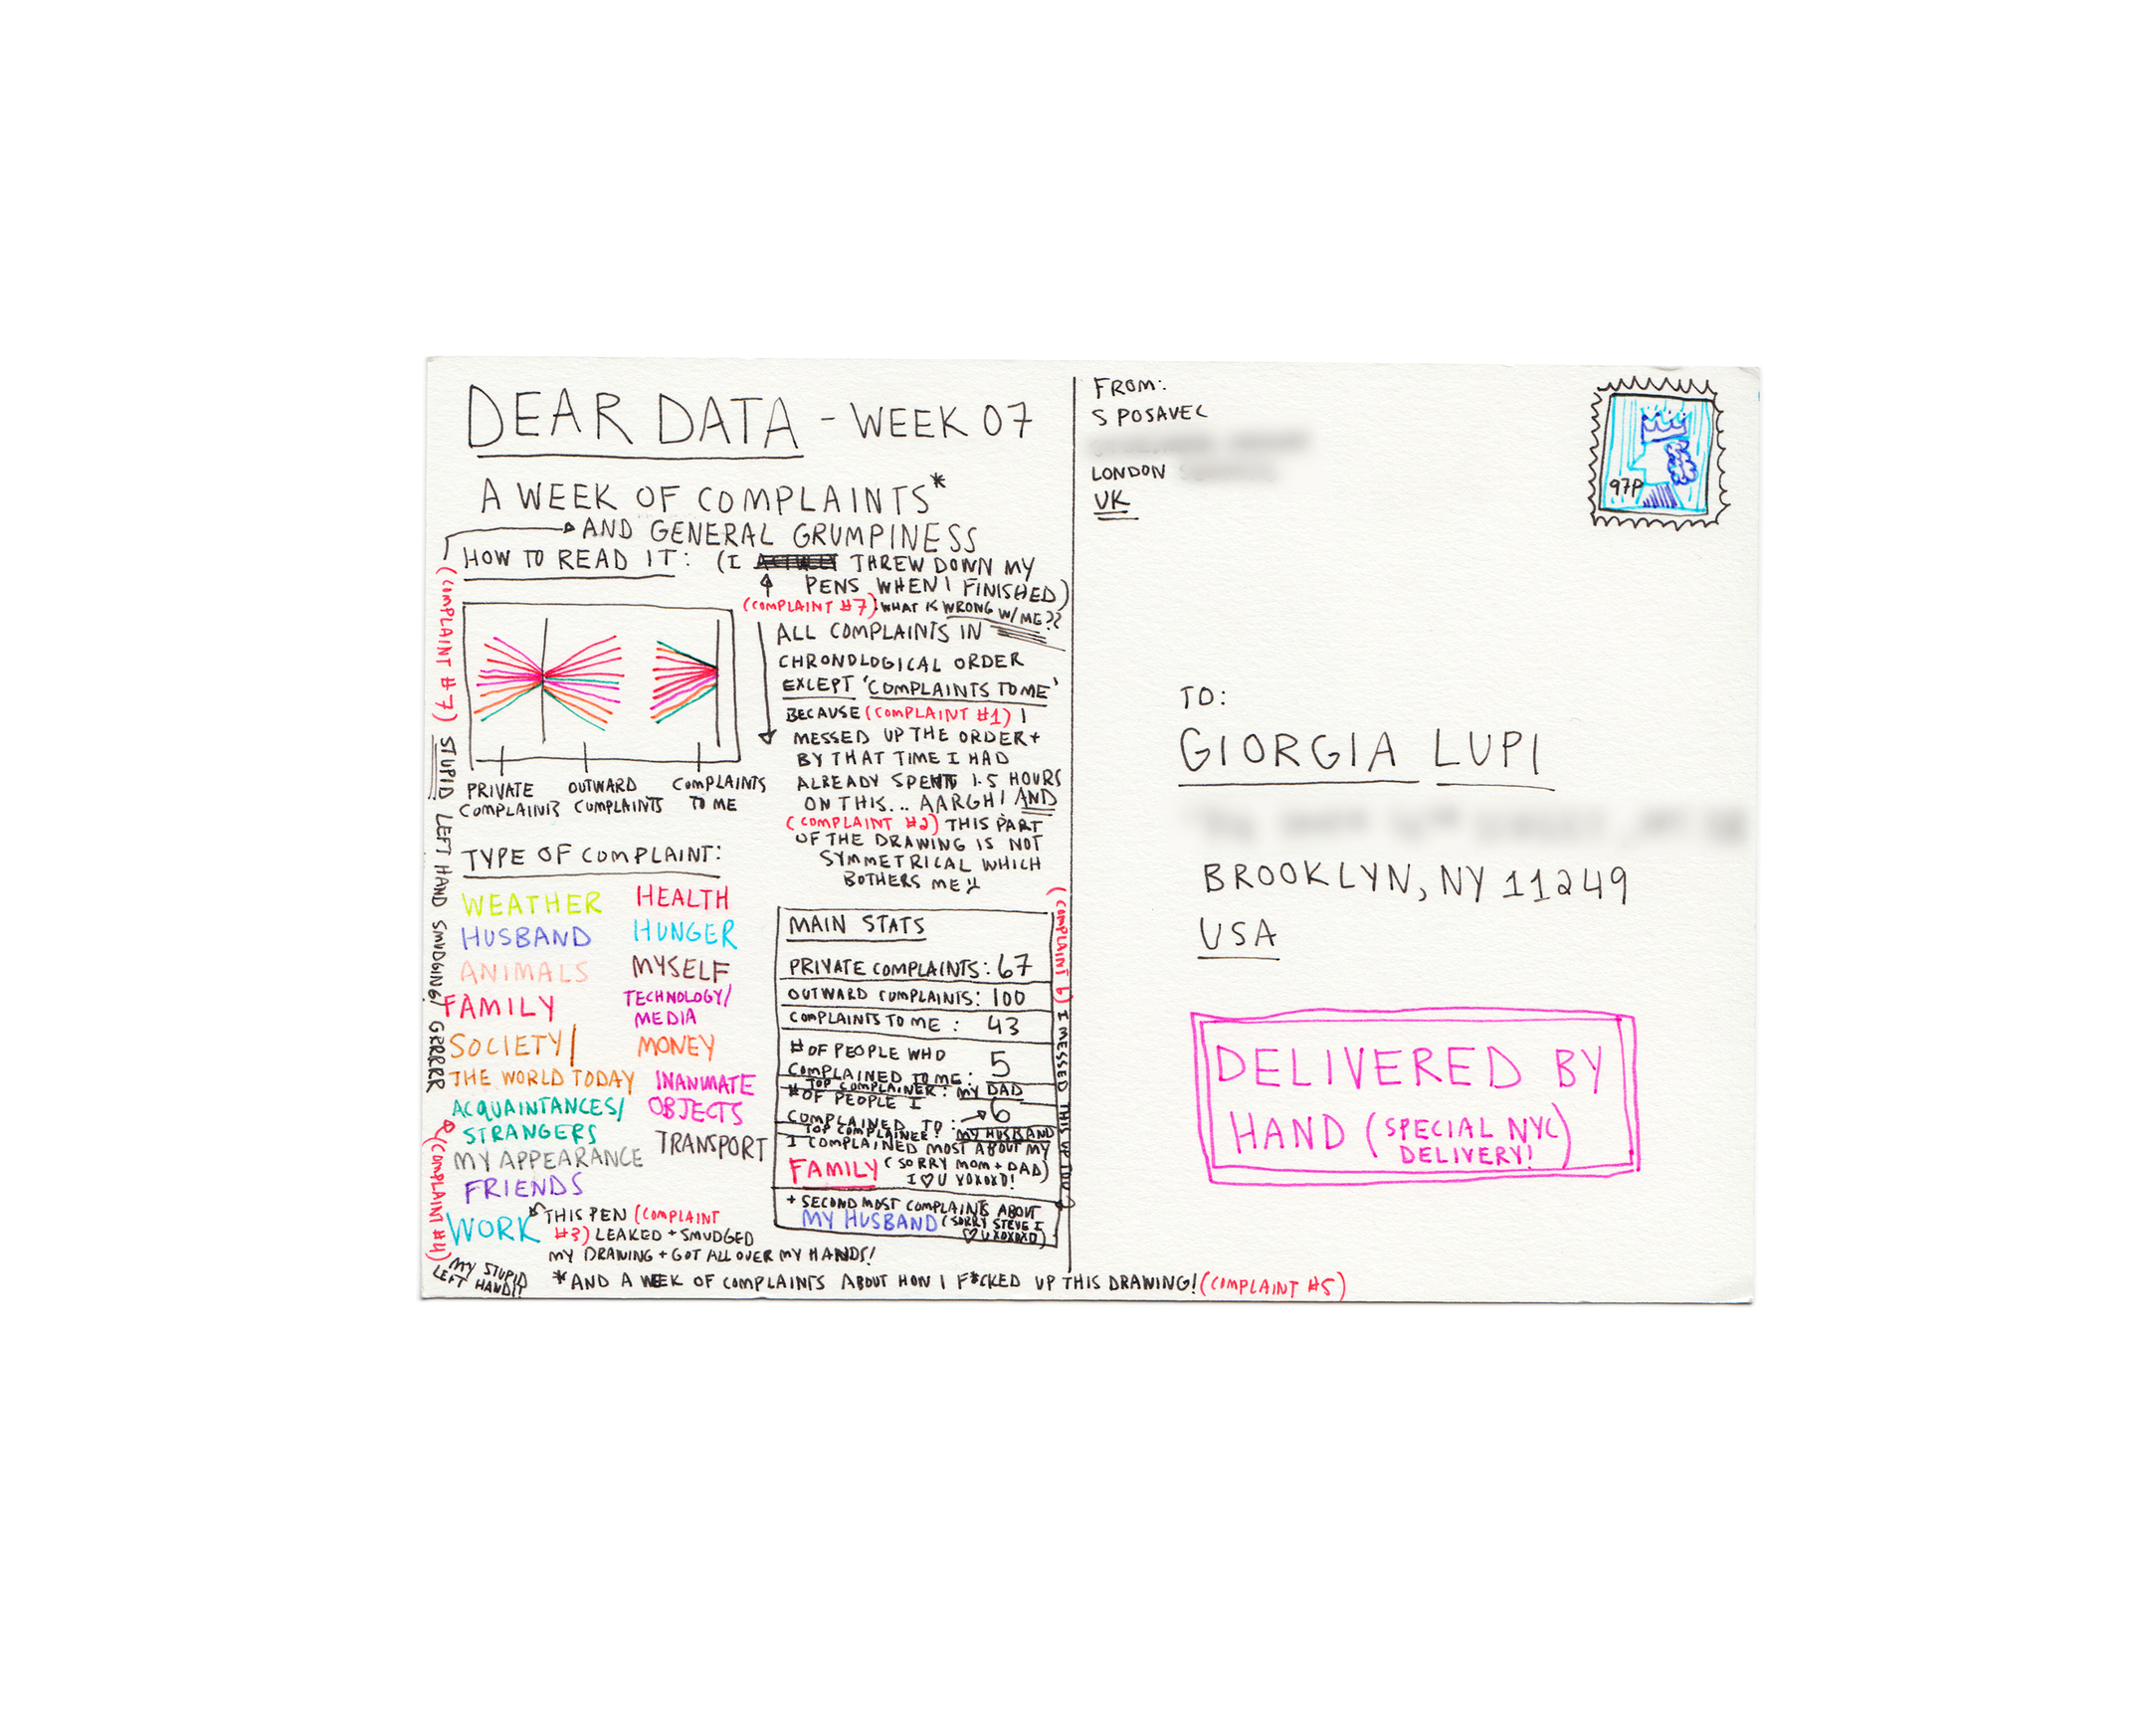 DEAR DATA - WEEK 07
A WEEK OF COMPLAINTS*
AND GENERAL GRUMPINESS
HOW TO READ IT: (I THREW DOWN MY
PENS WHEN I FINISHED)
(COMPLAINT #7) WHAT IS WRONG W/ME??
ALL COMPLAINTS IN
CHRONOLOGICAL ORDER
EXCEPT 'COMPLAINTS TO ME'
BECAUSE (COMPLAINT #1) I
MESSED UP THE ORDER +
BY THAT TIME I HAD
ALREADY SPENT 1.5 HOURS
ON THIS... AARGH! AND
(COMPLAINT #2) THIS PART
OF THE DRAWING IS NOT
SYMMETRICAL WHICH
BOTHERS ME
PRIVATE
COMPLAINTS
OUTWARD
COMPLAINTS
COMPLAINTS
TO ME
(COMPLAINT #7) STUPID LEFT HAND SMUDGING! GRRRRR
TYPE OF COMPLAINT:
WEATHER
HUSBAND
ANIMALS
FAMILY
SOCIETY/
THE WORLD TODAY
ACQUAINTANCES/
STRANGERS
MY APPEARANCE
FRIENDS
WORK
HEALTH
HUNGER
MYSELF
TECHNOLOGY/
MEDIA
MONEY
INANIMATE
OBJECTS
TRANSPORT
THIS PEN (COMPLAINT
#3) LEAKED + SMUDGED
MY DRAWING + GOT ALL OVER MY HANDS!
(COMPLAINT #4)
MY STUPID
LEFT HAND!!
*AND A WEEK OF COMPLAINTS ABOUT HOW I F*CKED UP THIS DRAWING! (COMPLAINT #5)
MAIN STATS
PRIVATE COMPLAINTS: 67
OUTWARD COMPLAINTS: 100
COMPLAINTS TO ME: 43
# OF PEOPLE WHO
COMPLAINED TO ME: 5
TOP COMPLAINER: MY DAD
# OF PEOPLE I
COMPLAINED TO: 6
TOP COMPLAINEE: MY HUSBAND
I COMPLAINED MOST ABOUT MY
FAMILY (SORRY MOM + DAD)
I ♡ U XOXOXO!
+ SECOND MOST COMPLAINTS ABOUT
MY HUSBAND (SORRY STEVE I
♡ U XOXOXO)
(COMPLAINT 6) I MESSED THIS UP TOO
FROM:
S POSAVEC
LONDON
UK
97P
TO:
GIORGIA LUPI
BROOKLYN, NY 11249
USA
DELIVERED BY
HAND (SPECIAL NYC
DELIVERY!)